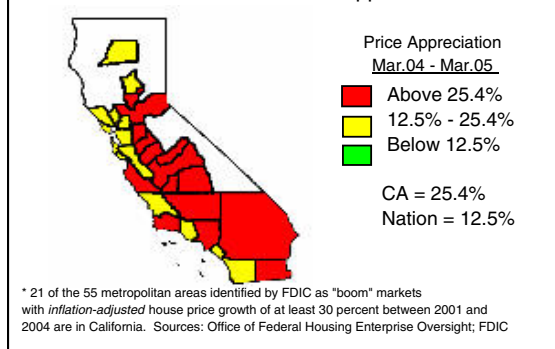 Price Appreciation
Mar.04 - Mar.05
Above 25.4%
12.5% - 25.4%
Below 12.5%
CA = 25.4%
Nation = 12.5%
* 21 of the 55 metropolitan areas identified by FDIC as "boom" markets
with inflation-adjusted house price growth of at least 30 percent between 2001 and
2004 are in California. Sources: Office of Federal Housing Enterprise Oversight; FDIC